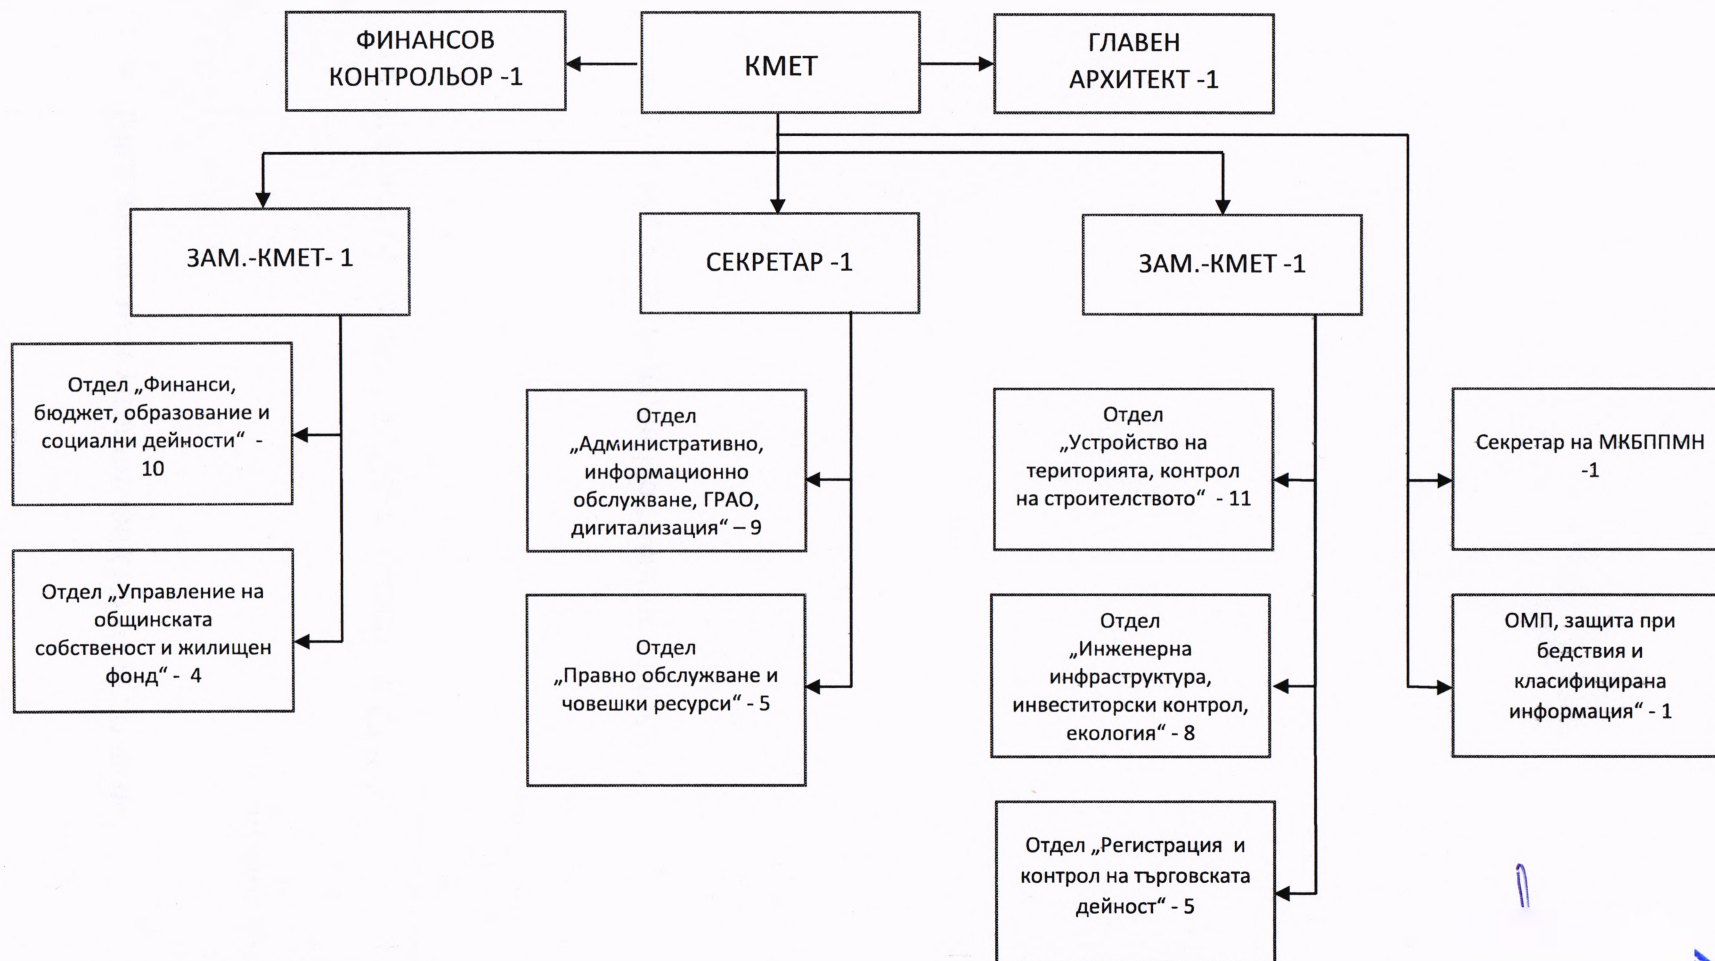 ФИНАНСОВ
КОНТРОЛЬОР -1
КМЕТ
ГЛАВЕН
АРХИТЕКТ -1
ЗАМ.-КМЕТ- 1
СЕКРЕТАР -1
ЗАМ.-КМЕТ -1
Отдел „Финанси,
бюджет, образование и
социални дейности“ -
10
Отдел „Управление на
общинската
собственост и жилищен
фонд“ - 4
Отдел
„Административно,
информационно
обслужване, ГРАО,
дигитализация“ – 9
Отдел
„Правно обслужване и
човешки ресурси“ - 5
Отдел
„Устройство на
територията, контрол
на строителството“ - 11
Отдел
„Инженерна
инфраструктура,
инвеститорски контрол,
екология“ - 8
Отдел „Регистрация и
контрол на търговската
дейност“ - 5
Секретар на МКБППМН
-1
ОМП, защита при
бедствия и
класифицирана
информация“ - 1